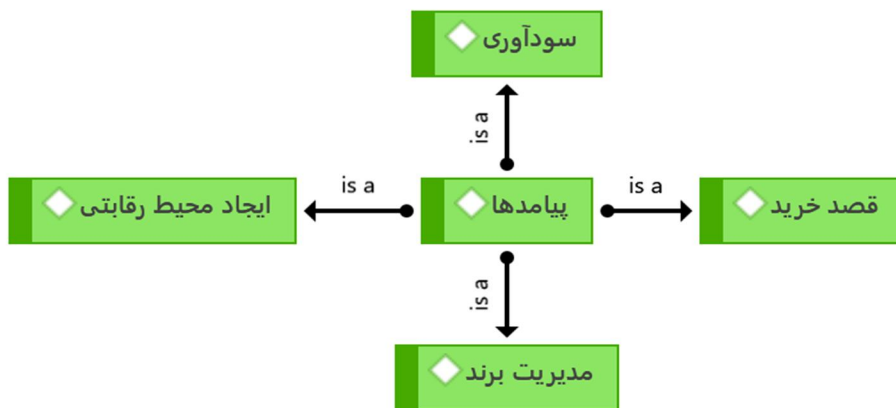 سودآوری
is a
ایجاد محیط رقابتی
is a
پیامدها
is a
قصد خرید
is a
مدیریت برند